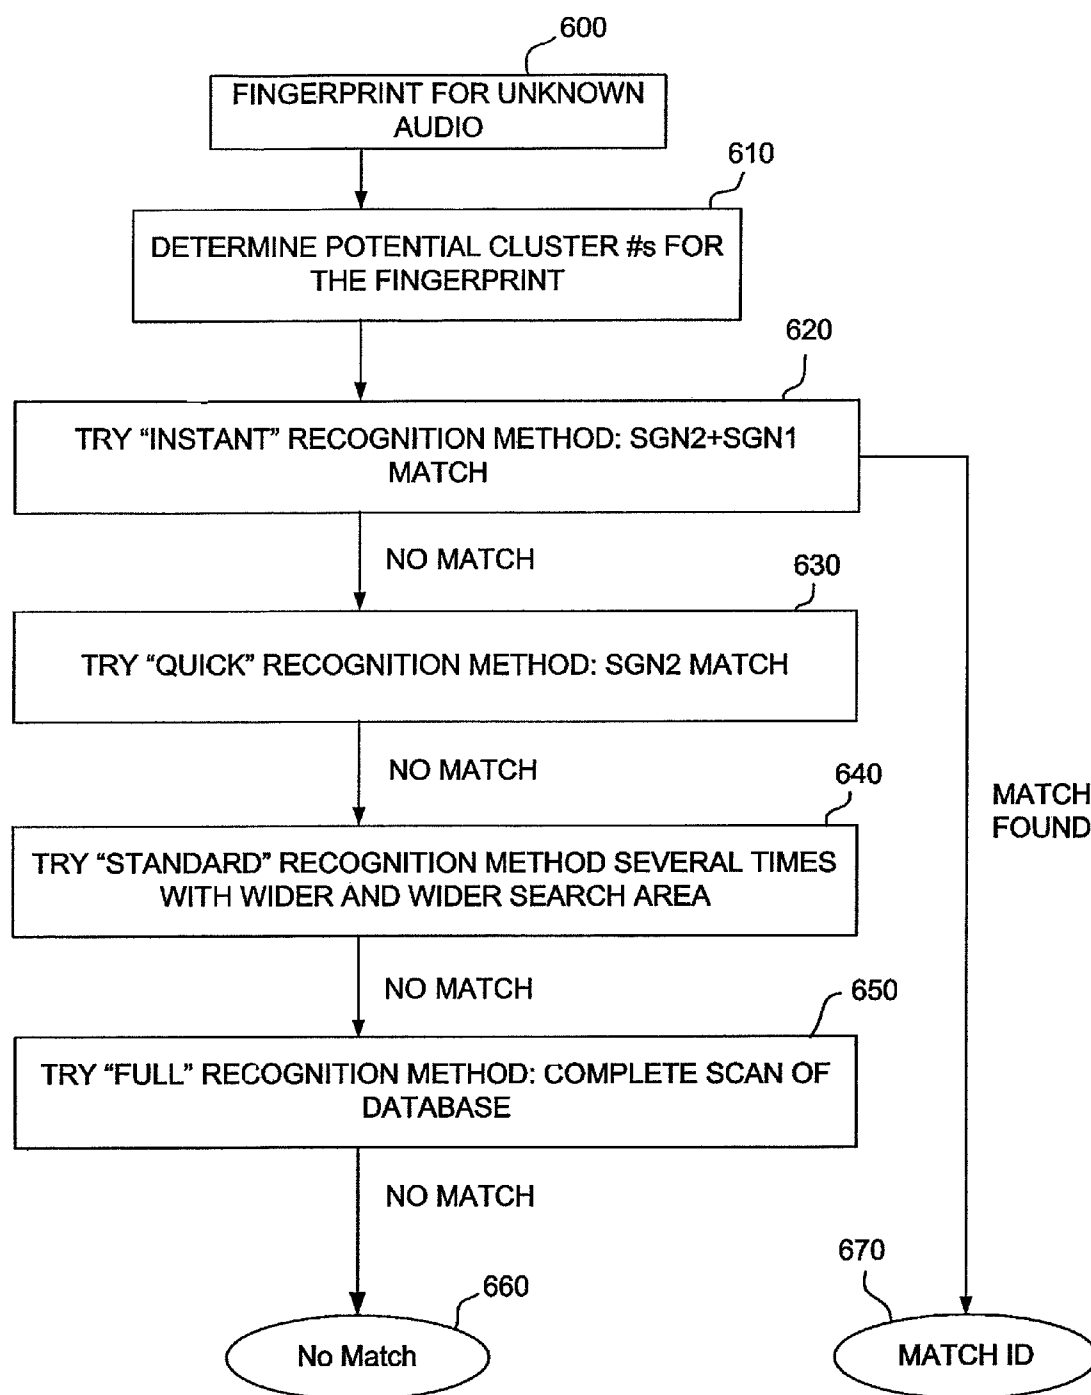 600
FINGERPRINT FOR UNKNOWN
AUDIO
610
DETERMINE POTENTIAL CLUSTER #s FOR
THE FINGERPRINT
620
TRY “INSTANT” RECOGNITION METHOD: SGN2+SGN1
MATCH
NO MATCH
630
TRY “QUICK” RECOGNITION METHOD: SGN2 MATCH
NO MATCH
640
MATCH
FOUND
TRY “STANDARD” RECOGNITION METHOD SEVERAL TIMES
WITH WIDER AND WIDER SEARCH AREA
NO MATCH
650
TRY “FULL” RECOGNITION METHOD: COMPLETE SCAN OF
DATABASE
NO MATCH
660
No Match
670
MATCH ID